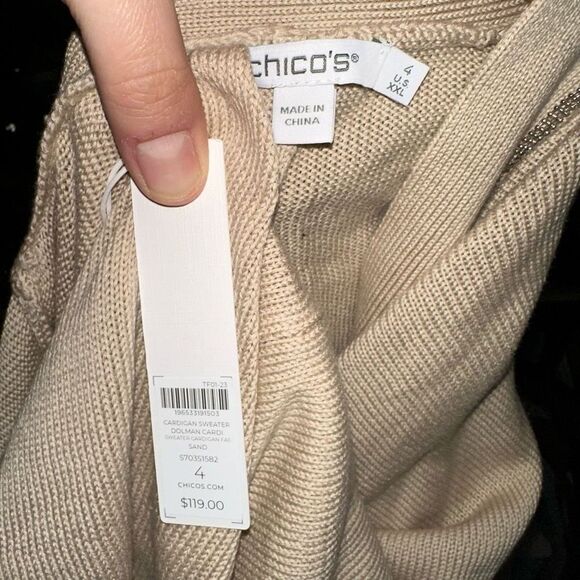 chico's®
4
U.S.
XXL
MADE IN
CHINA
TF01-23
196533191503
CARDIGAN SWEATER
DOLMAN CARDI
SWEATER CARDIGAN FAS
SAND
570351582
4
CHICOS.COM
$119.00